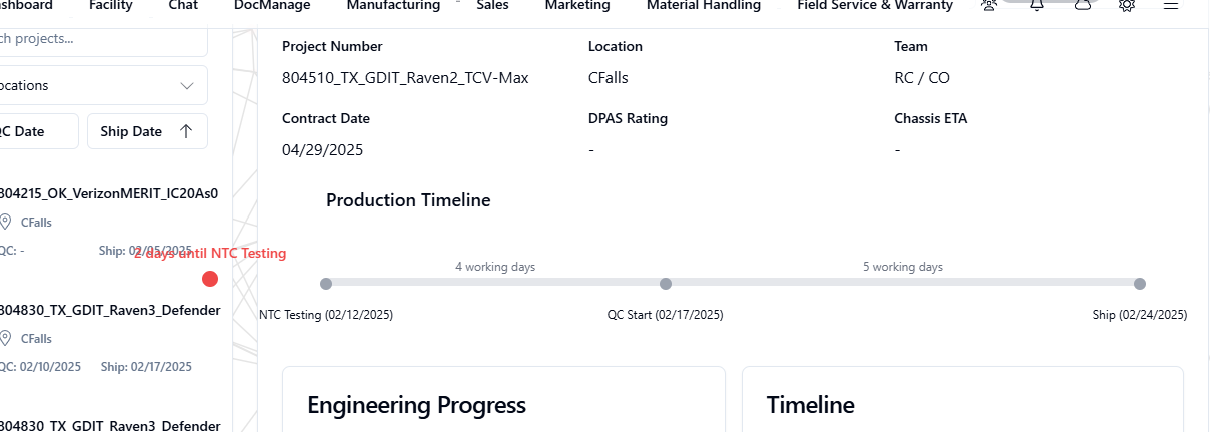 ashboard Facility Chat DocManage Manufacturing Sales Marketing Material Handling Field Service & Warranty
ch projects...
ocations
QC Date Ship Date
804215_OK_VerizonMERIT_IC20As0
CFalls
QC: - Ship: 02/05/2025
804830_TX_GDIT_Raven3_Defender
CFalls
QC: 02/10/2025 Ship: 02/17/2025
804830_TX_GDIT_Raven3_Defender
Project Number Location Team
804510_TX_GDIT_Raven2_TCV-Max CFalls RC / CO
Contract Date DPAS Rating Chassis ETA
04/29/2025 - -
Production Timeline
2 days until NTC Testing
4 working days 5 working days
NTC Testing (02/12/2025) QC Start (02/17/2025) Ship (02/24/2025)
Engineering Progress Timeline